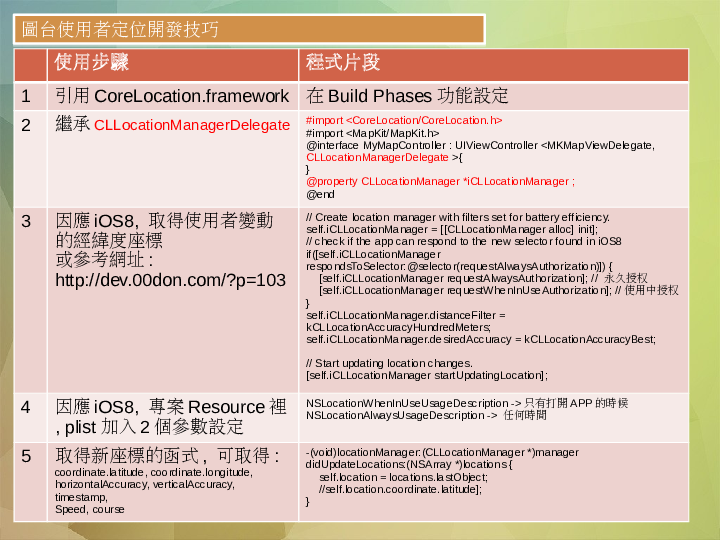 圖台使用者定位開發技巧
使用步驟
程式片段
1
引用 CoreLocation.framework
在 Build Phases 功能設定
2
繼承 CLLocationManagerDelegate
#import <CoreLocation/CoreLocation.h>
#import <MapKit/MapKit.h>
@interface MyMapController : UIViewController <MKMapViewDelegate,
CLLocationManagerDelegate >{
}
@property CLLocationManager *iCLLocationManager ;
@end
3
因應 iOS8, 取得使用者變動
的經緯度座標
或參考網址 :
http://dev.00don.com/?p=103
// Create location manager with filters set for battery efficiency.
self.iCLLocationManager = [[CLLocationManager alloc] init];
// check if the app can respond to the new selector found in iOS8
if([self.iCLLocationManager
respondsToSelector:@selector(requestAlwaysAuthorization)]) {
[self.iCLLocationManager requestAlwaysAuthorization]; // 永久授权
[self.iCLLocationManager requestWhenInUseAuthorization]; // 使用中授权
}
self.iCLLocationManager.distanceFilter =
kCLLocationAccuracyHundredMeters;
self.iCLLocationManager.desiredAccuracy = kCLLocationAccuracyBest;
// Start updating location changes.
[self.iCLLocationManager startUpdatingLocation];
4
因應 iOS8, 專案 Resource 裡
, plist 加入 2 個參數設定
NSLocationWhenInUseUsageDescription -> 只有打開 APP 的時候
NSLocationAlwaysUsageDescription -> 任何時間
5
取得新座標的函式 , 可取得 :
coordinate.latitude, coordinate.longitude,
horizontalAccuracy, verticalAccuracy,
timestamp,
Speed, course
-(void)locationManager:(CLLocationManager *)manager
didUpdateLocations:(NSArray *)locations {
self.location = locations.lastObject;
//self.location.coordinate.latitude];
}